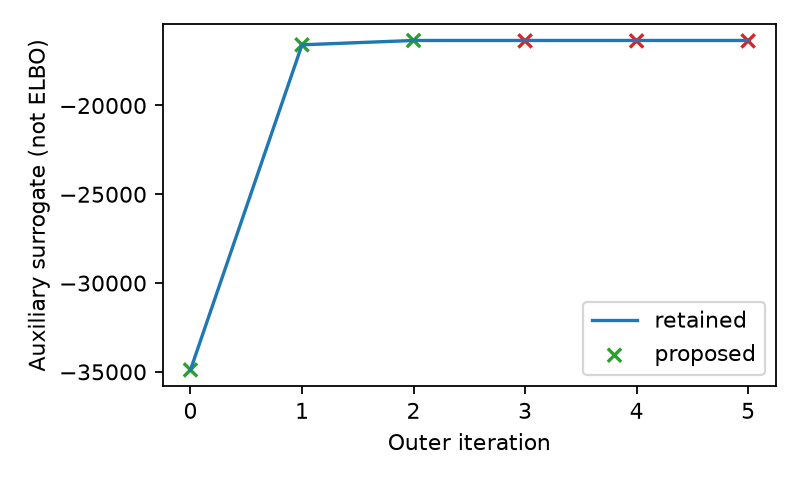 Auxiliary surrogate (not ELBO)
−20000
−25000
−30000
−35000
retained
proposed
0 1 2 3 4 5
Outer iteration